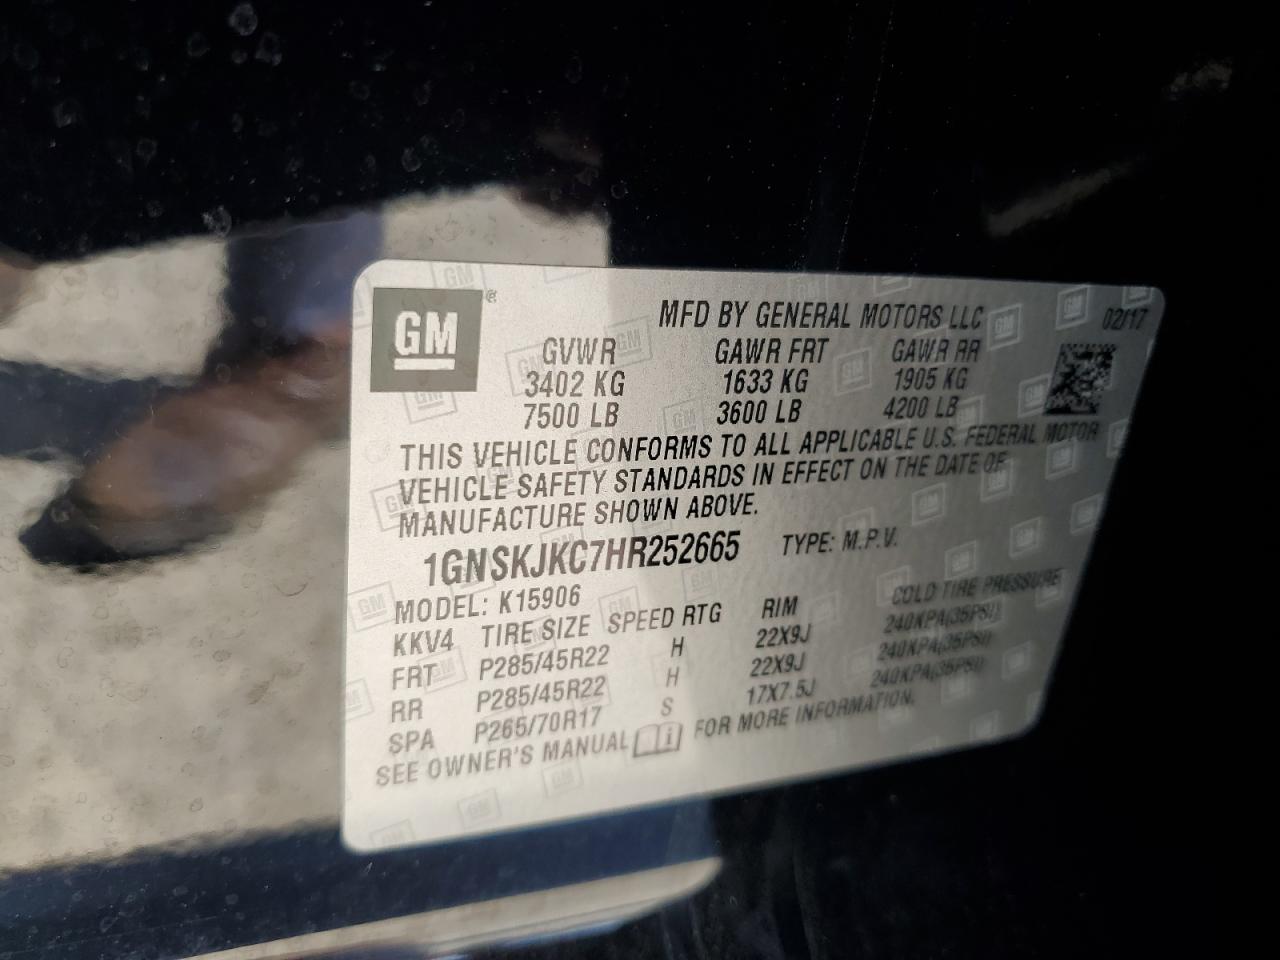 GM
MFD BY GENERAL MOTORS LLC 02/17
GVWR GAWR FRT GAWR RR
3402 KG 1633 KG 1905 KG
7500 LB 3600 LB 4200 LB
THIS VEHICLE CONFORMS TO ALL APPLICABLE U.S. FEDERAL MOTOR
VEHICLE SAFETY STANDARDS IN EFFECT ON THE DATE OF
MANUFACTURE SHOWN ABOVE.
1GNSKJKC7HR252665 TYPE: M.P.V.
MODEL: K15906
KKV4 TIRE SIZE SPEED RTG RIM COLD TIRE PRESSURE
FRT P285/45R22 H 22X9J 240KPA(35PSI)
RR P285/45R22 H 22X9J 240KPA(35PSI)
SPA P265/70R17 S 17X7.5J 240KPA(35PSI)
SEE OWNER'S MANUAL FOR MORE INFORMATION.